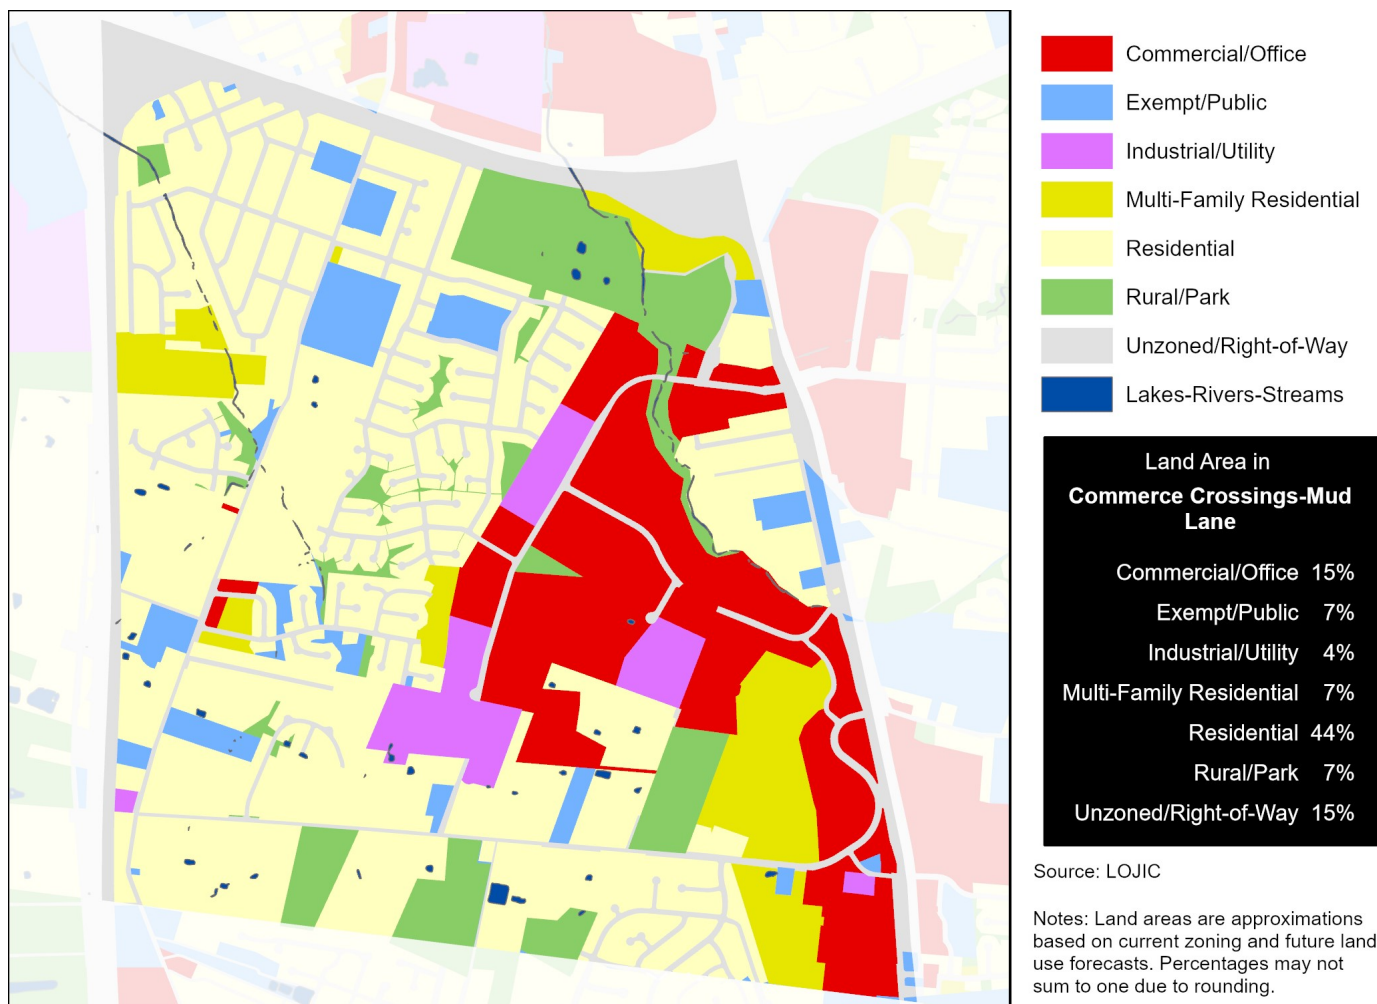 Commercial/Office
Exempt/Public
Industrial/Utility
Multi-Family Residential
Residential
Rural/Park
Unzoned/Right-of-Way
Lakes-Rivers-Streams
Land Area in
Commerce Crossings-Mud
Lane
Commercial/Office 15%
Exempt/Public 7%
Industrial/Utility 4%
Multi-Family Residential 7%
Residential 44%
Rural/Park 7%
Unzoned/Right-of-Way 15%
Source: LOJIC
Notes: Land areas are approximations
based on current zoning and future land
use forecasts. Percentages may not
sum to one due to rounding.